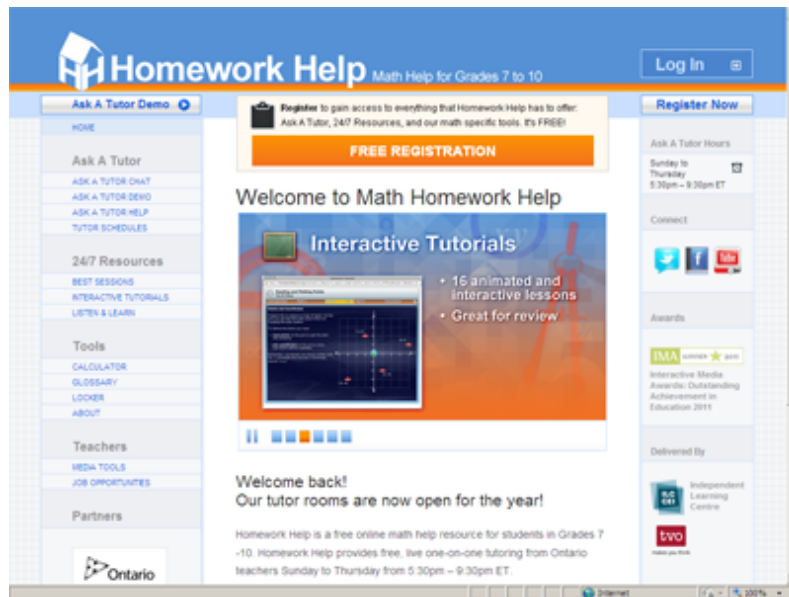 Homework Help Math Help for Grades 7 to 10
Log In
Ask A Tutor Demo
HOME
Ask A Tutor
ASK A TUTOR CHAT
ASK A TUTOR DEMO
ASK A TUTOR HELP
TUTOR SCHEDULES
24/7 Resources
BEST SESSIONS
INTERACTIVE TUTORIALS
LISTEN & LEARN
Tools
CALCULATOR
GLOSSARY
LOCKER
ABOUT
Teachers
MEDIA TOOLS
JOB OPPORTUNITIES
Partners
Ontario
Register to gain access to everything that Homework Help has to offer:
Ask A Tutor, 24/7 Resources, and our math specific tools. It's FREE!
FREE REGISTRATION
Welcome to Math Homework Help
Interactive Tutorials
• 16 animated and
interactive lessons
• Great for review
Welcome back!
Our tutor rooms are now open for the year!
Homework Help is a free online math help resource for students in Grades 7
-10. Homework Help provides free, live one-on-one tutoring from Ontario
teachers Sunday to Thursday from 5:30pm – 9:30pm ET.
Register Now
Ask A Tutor Hours
Sunday to
Thursday
5:30pm – 9:30pm ET
Connect
You Tube
Awards
IMA
Interactive Media
Awards: Outstanding
Achievement in
Education 2011
Delivered By
Independent
Learning
Centre
tvo
makes you think
Internet
100%